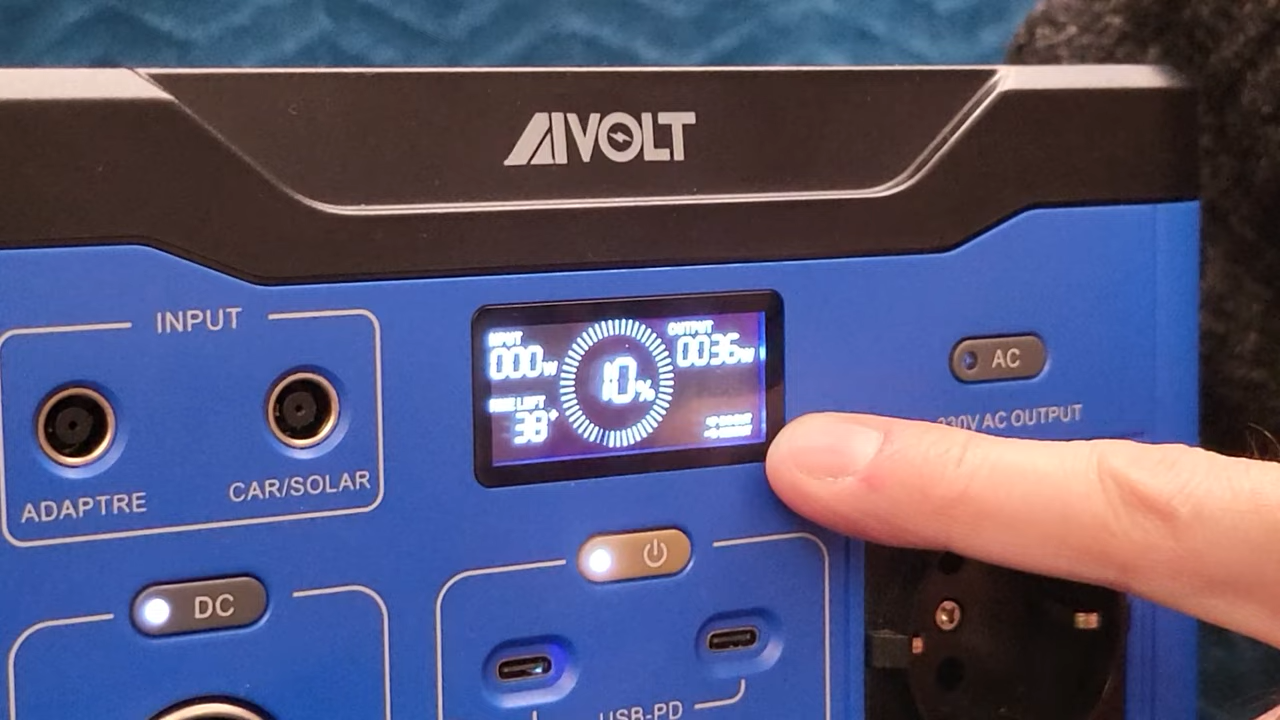 AIVOLT
INPUT
ADAPTRE
CAR/SOLAR
INPUT
000W
OUTPUT
0036W
10%
TIME LEFT
38+
AC
230V AC OUTPUT
DC
USB-PD